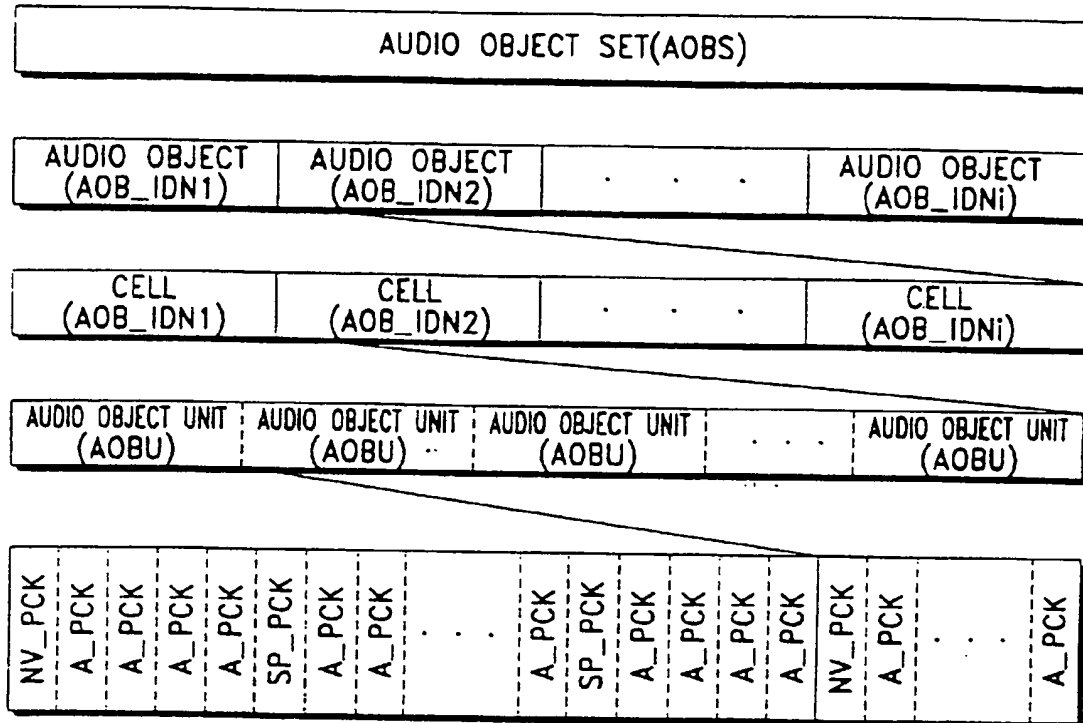 AUDIO OBJECT SET(AOBS)
AUDIO OBJECT
(AOB_IDN1)
AUDIO OBJECT
(AOB_IDN2)
. . .
AUDIO OBJECT
(AOB_IDNi)
CELL
(AOB_IDN1)
CELL
(AOB_IDN2)
. . .
CELL
(AOB_IDNi)
AUDIO OBJECT UNIT
(AOBU)
AUDIO OBJECT UNIT
(AOBU)
AUDIO OBJECT UNIT
(AOBU)
. . .
AUDIO OBJECT UNIT
(AOBU)
NV_PCK
A_PCK
A_PCK
A_PCK
A_PCK
SP_PCK
A_PCK
A_PCK
. . .
A_PCK
SP_PCK
A_PCK
A_PCK
A_PCK
A_PCK
NV_PCK
A_PCK
. . .
A_PCK